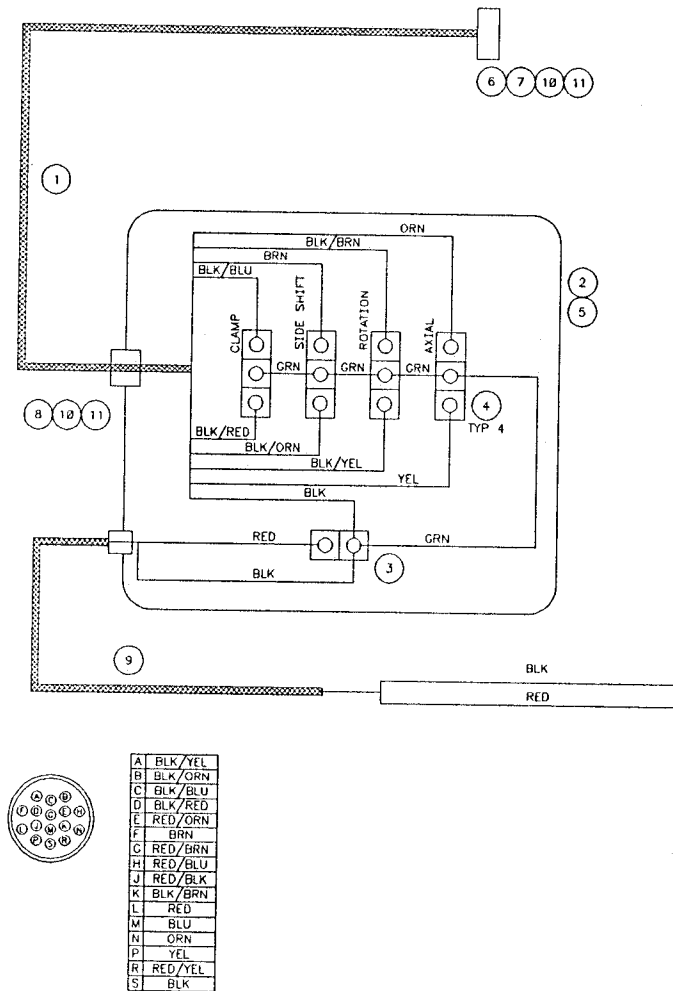 6 7 10 11
1
ORN
BLK/BRN
BRN
BLK/BLU
2
5
CLAMP
SIDE SHIFT
ROTATION
AXIAL
GRN GRN GRN
8 10 11
4
TYP 4
BLK/RED
BLK/ORN
BLK/YEL
YEL
BLK
RED
GRN
3
BLK
9
BLK
RED
A BLK/YEL
B BLK/ORN
C BLK/BLU
D BLK/RED
E RED/ORN
F BRN
G RED/BRN
H RED/BLU
J RED/BLK
K BLK/BRN
L RED
M BLU
N ORN
P YEL
R RED/YEL
S BLK
A C B
F D G E H
L J M A N
P S R